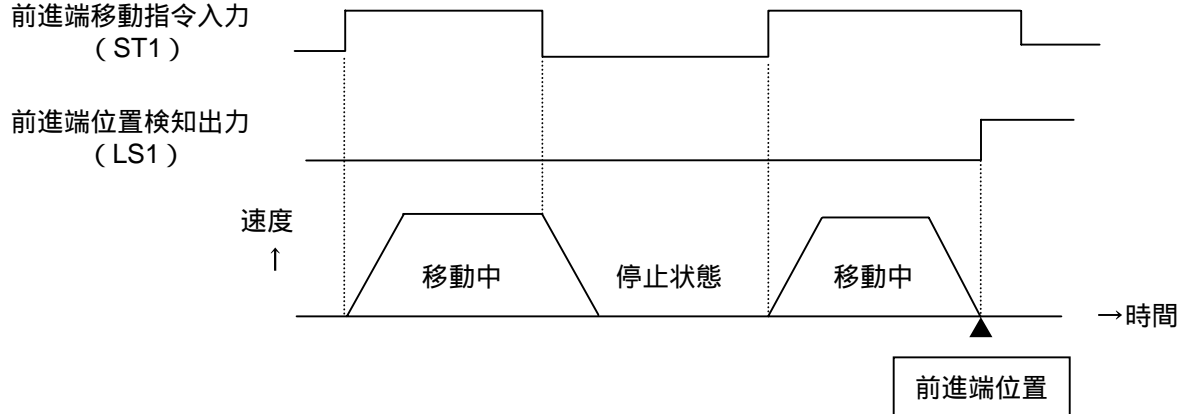 前進端移動指令入力
（ST1）
前進端位置検知出力
（LS1）
速度
↑
移動中
停止状態
移動中
→時間
前進端位置